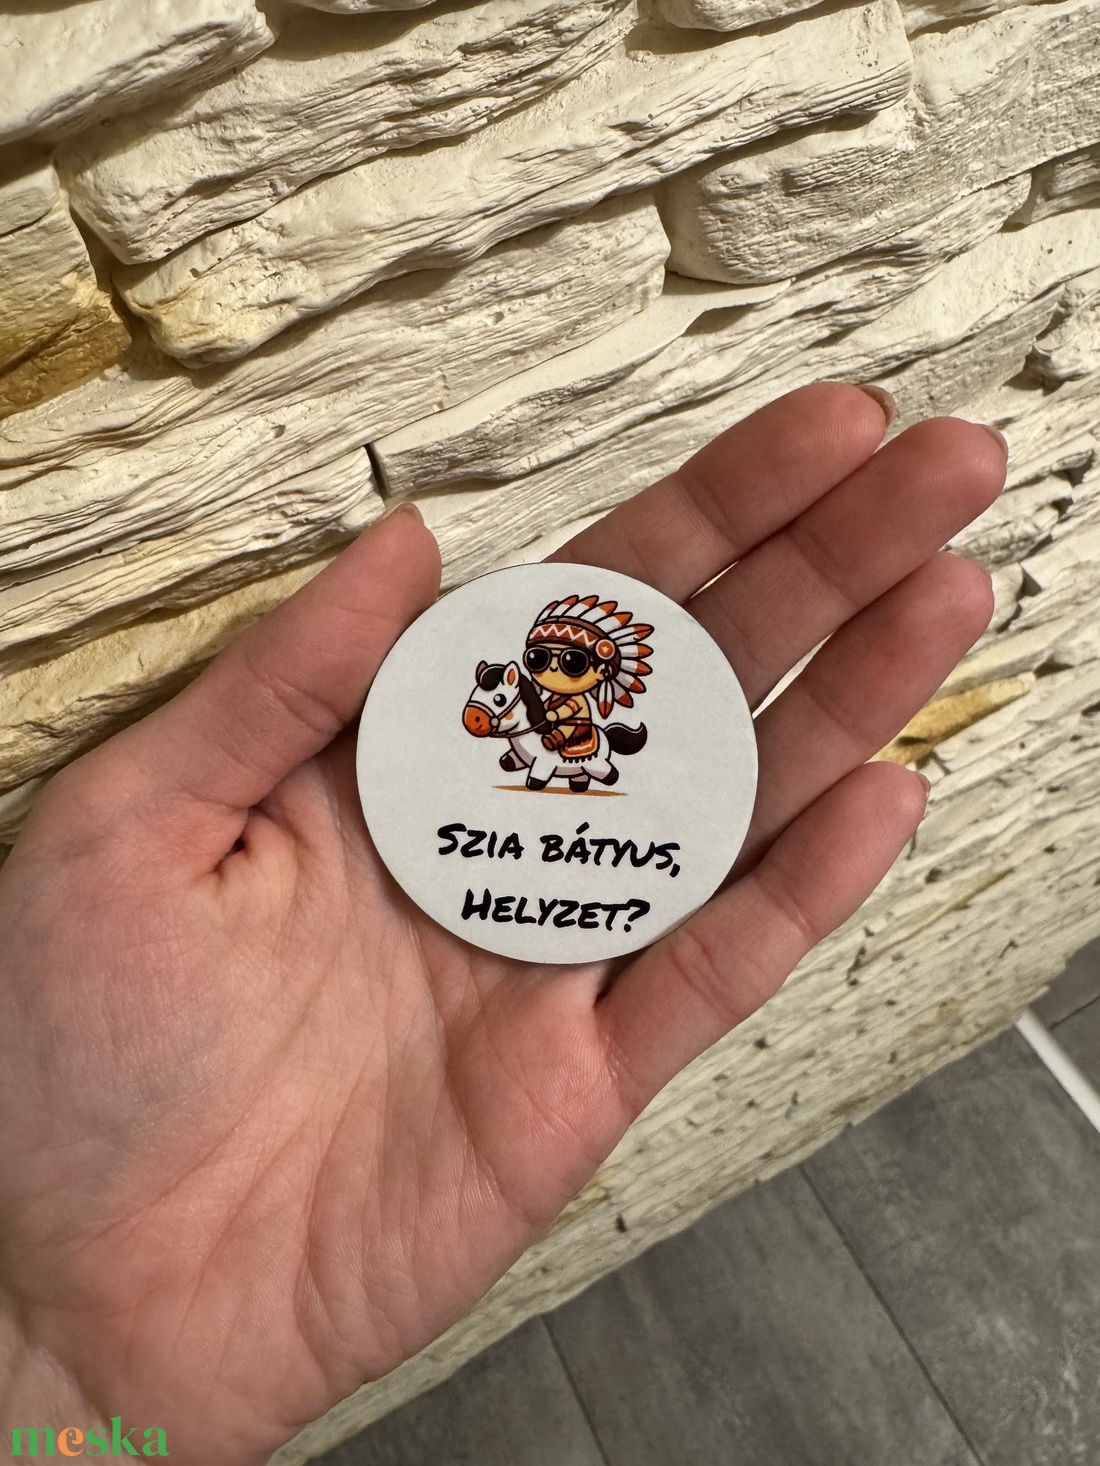 Szia bátyus,
Helyzet?
meska